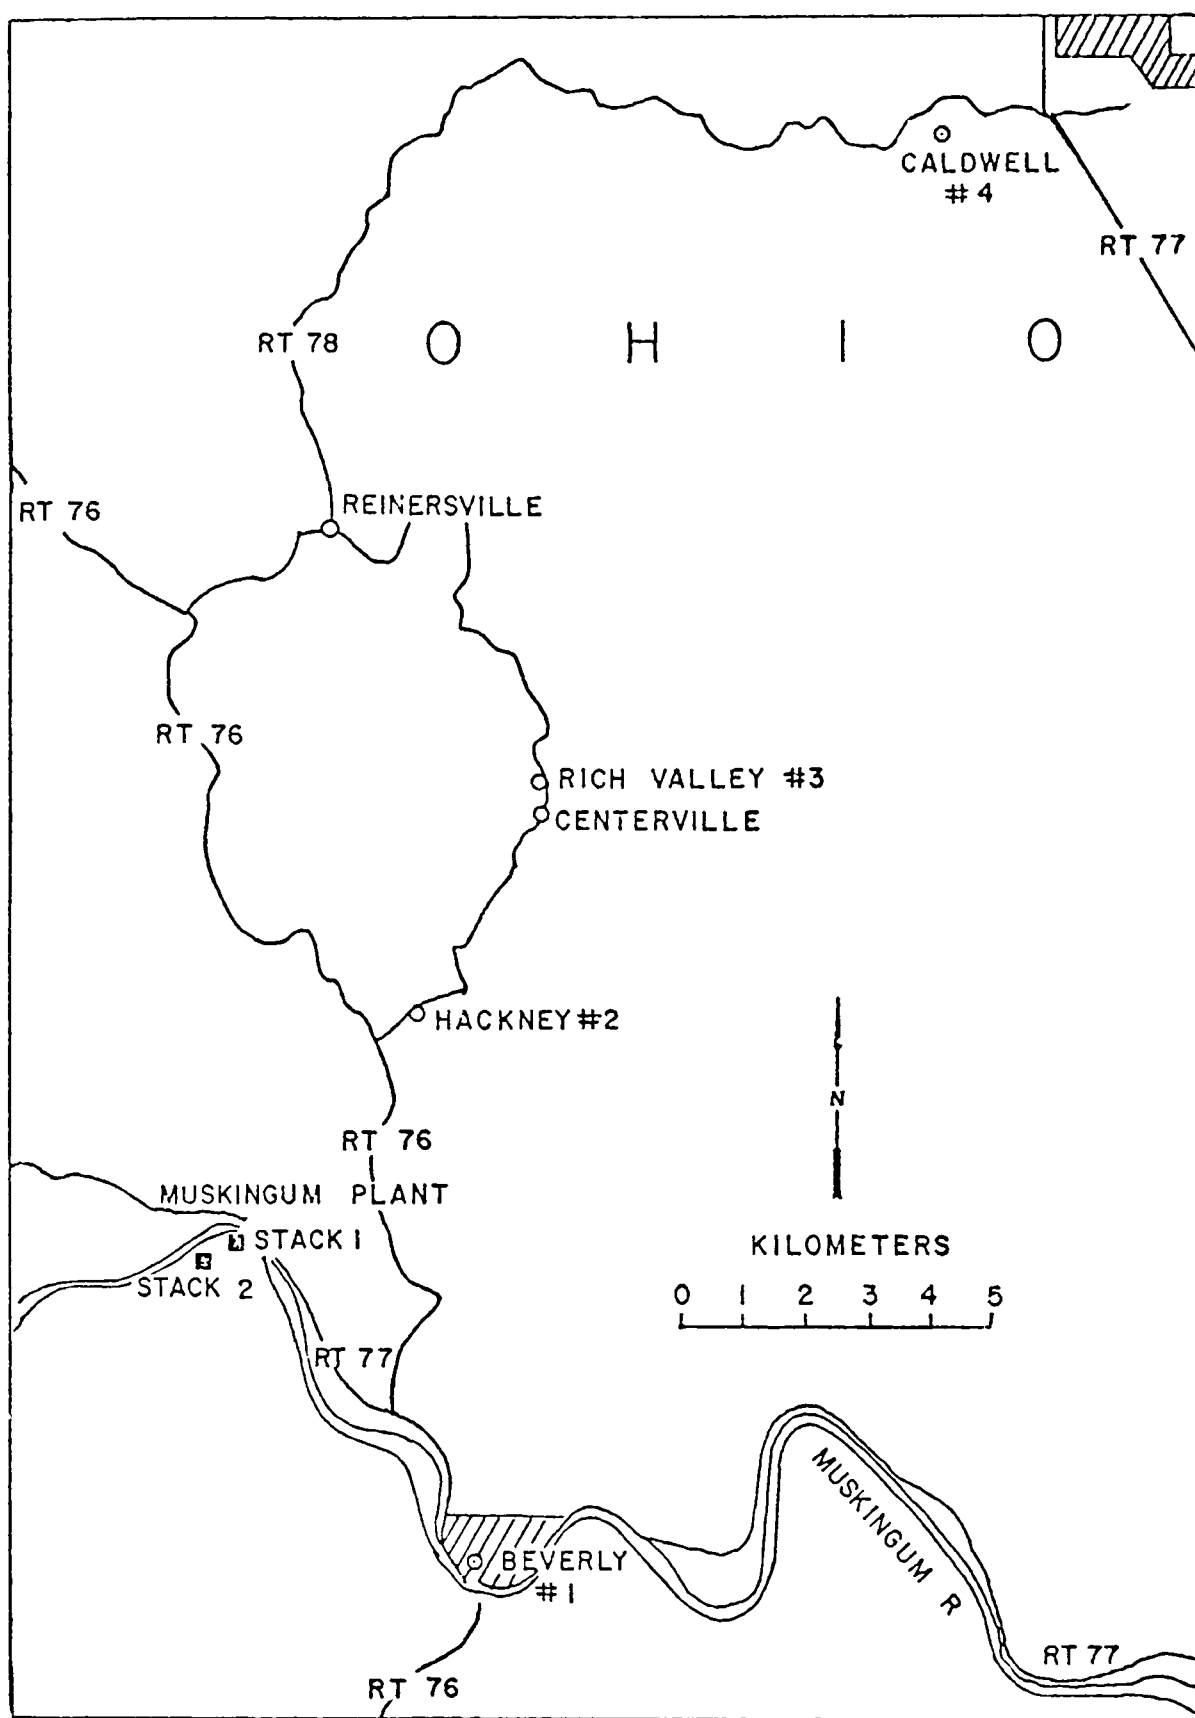 CALDWELL
#4
RT 77
RT 78
O H I O
RT 76
REINERSVILLE
RT 76
RICH VALLEY #3
CENTERVILLE
HACKNEY #2
N
RT 76
MUSKINGUM PLANT
STACK 1
STACK 2
KILOMETERS
0 1 2 3 4 5
RT 77
MUSKINGUM R
BEVERLY
#1
RT 77
RT 76